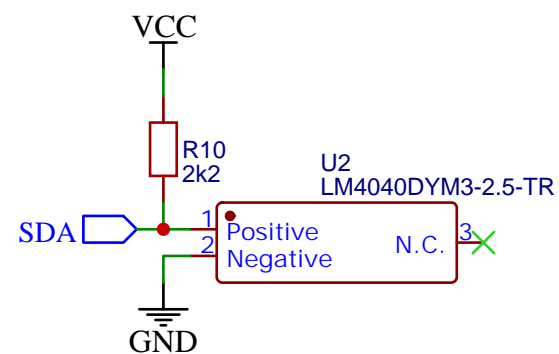 VCC
R10
2k2
U2
LM4040DYM3-2.5-TR
SDA
1
Positive
2
Negative
N.C.
3
GND